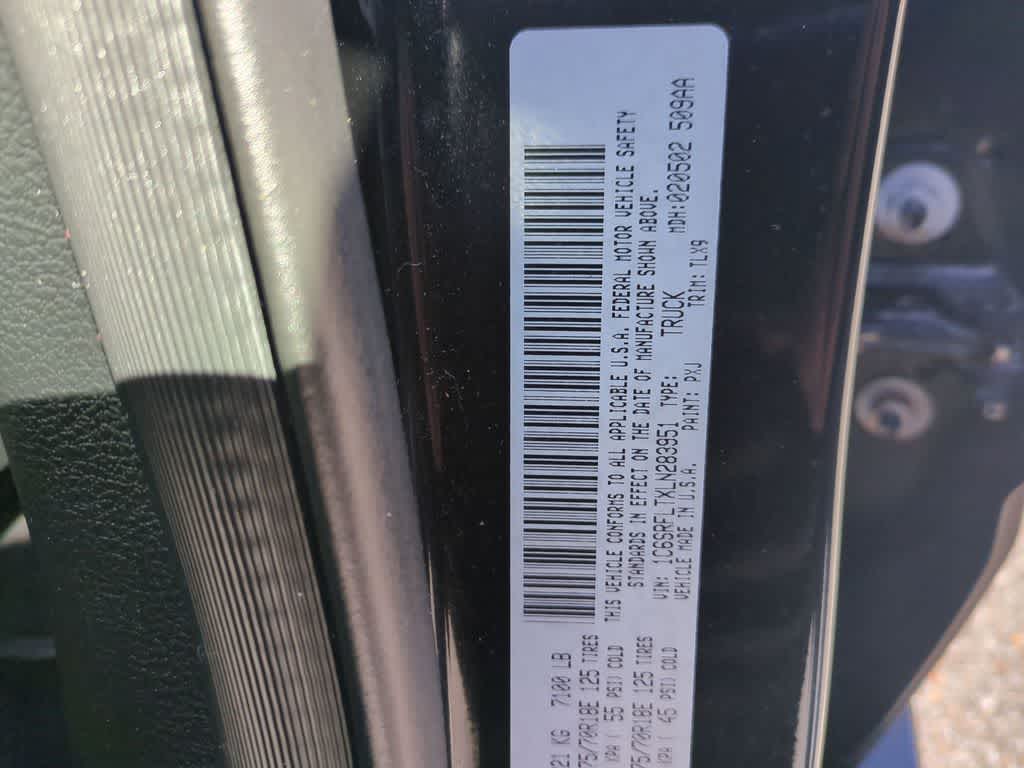 21 KG 7100 LB
75/70R18E 125 TIRES
KPA ( 55 PSI) COLD
75/70R18E 125 TIRES
KPA ( 45 PSI) COLD
THIS VEHICLE CONFORMS TO ALL APPLICABLE U.S.A. FEDERAL MOTOR VEHICLE SAFETY
STANDARDS IN EFFECT ON THE DATE OF MANUFACTURE SHOWN ABOVE.
VIN: 1C6SRFLTXLN283951 TYPE: TRUCK MDH:020502 509AA
VEHICLE MADE IN U.S.A. PAINT: PXJ TRIM: TLX9